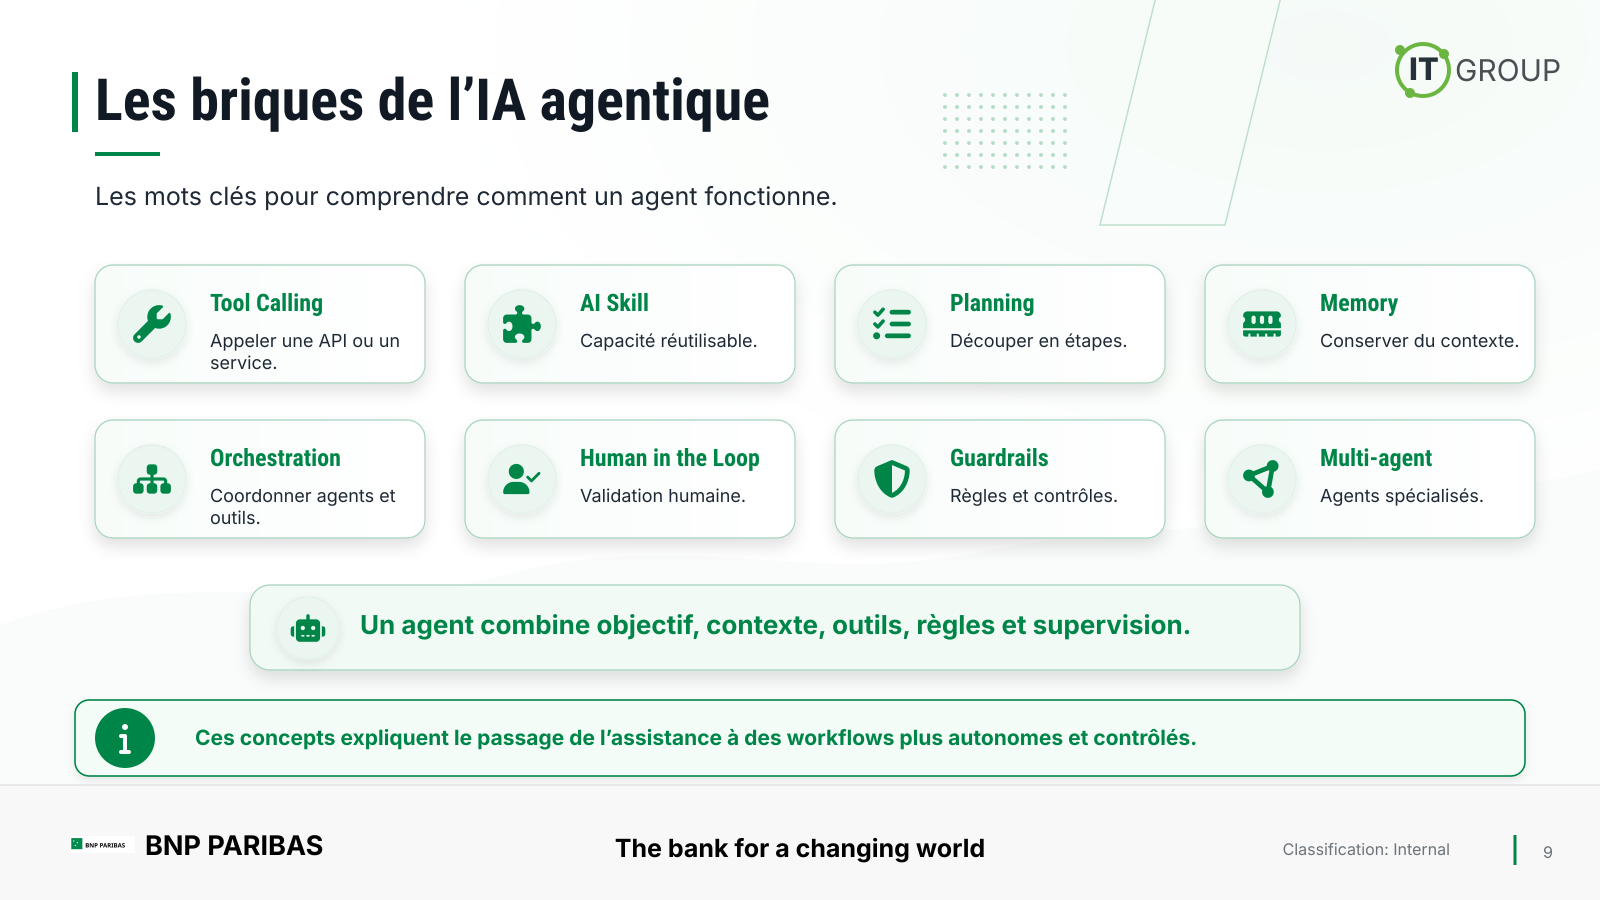 IT GROUP
Les briques de l’IA agentique
Les mots clés pour comprendre comment un agent fonctionne.
Tool Calling
Appeler une API ou un
service.
AI Skill
Capacité réutilisable.
Planning
Découper en étapes.
Memory
Conserver du contexte.
Orchestration
Coordonner agents et
outils.
Human in the Loop
Validation humaine.
Guardrails
Règles et contrôles.
Multi-agent
Agents spécialisés.
Un agent combine objectif, contexte, outils, règles et supervision.
Ces concepts expliquent le passage de l’assistance à des workflows plus autonomes et contrôlés.
BNP PARIBAS
BNP PARIBAS
The bank for a changing world
Classification: Internal
9